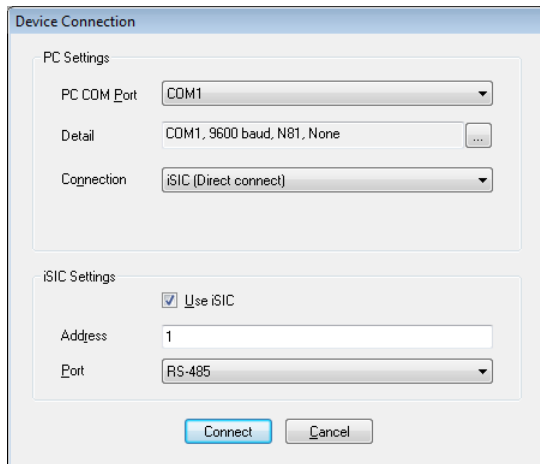 Device Connection
PC Settings
PC COM Port COM1
Detail COM1, 9600 baud, N81, None ...
Connection iSIC (Direct connect)
iSIC Settings
Use iSIC
Address 1
Port RS-485
Connect Cancel